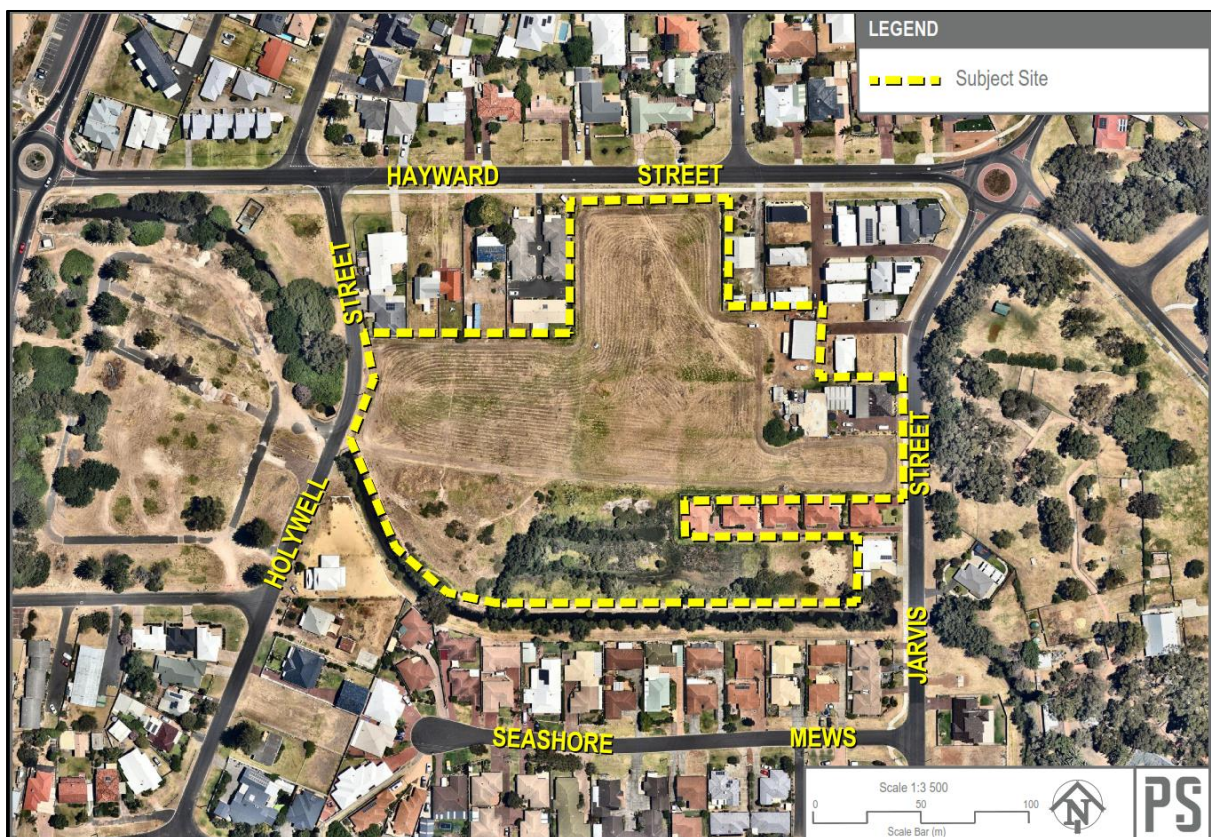 LEGEND
Subject Site
HAYWARD STREET
STREET
HOLYWELL
STREET
JARVIS
SEASHORE MEWS
Scale 1:3 500
0 50 100
Scale Bar (m)
N
PS